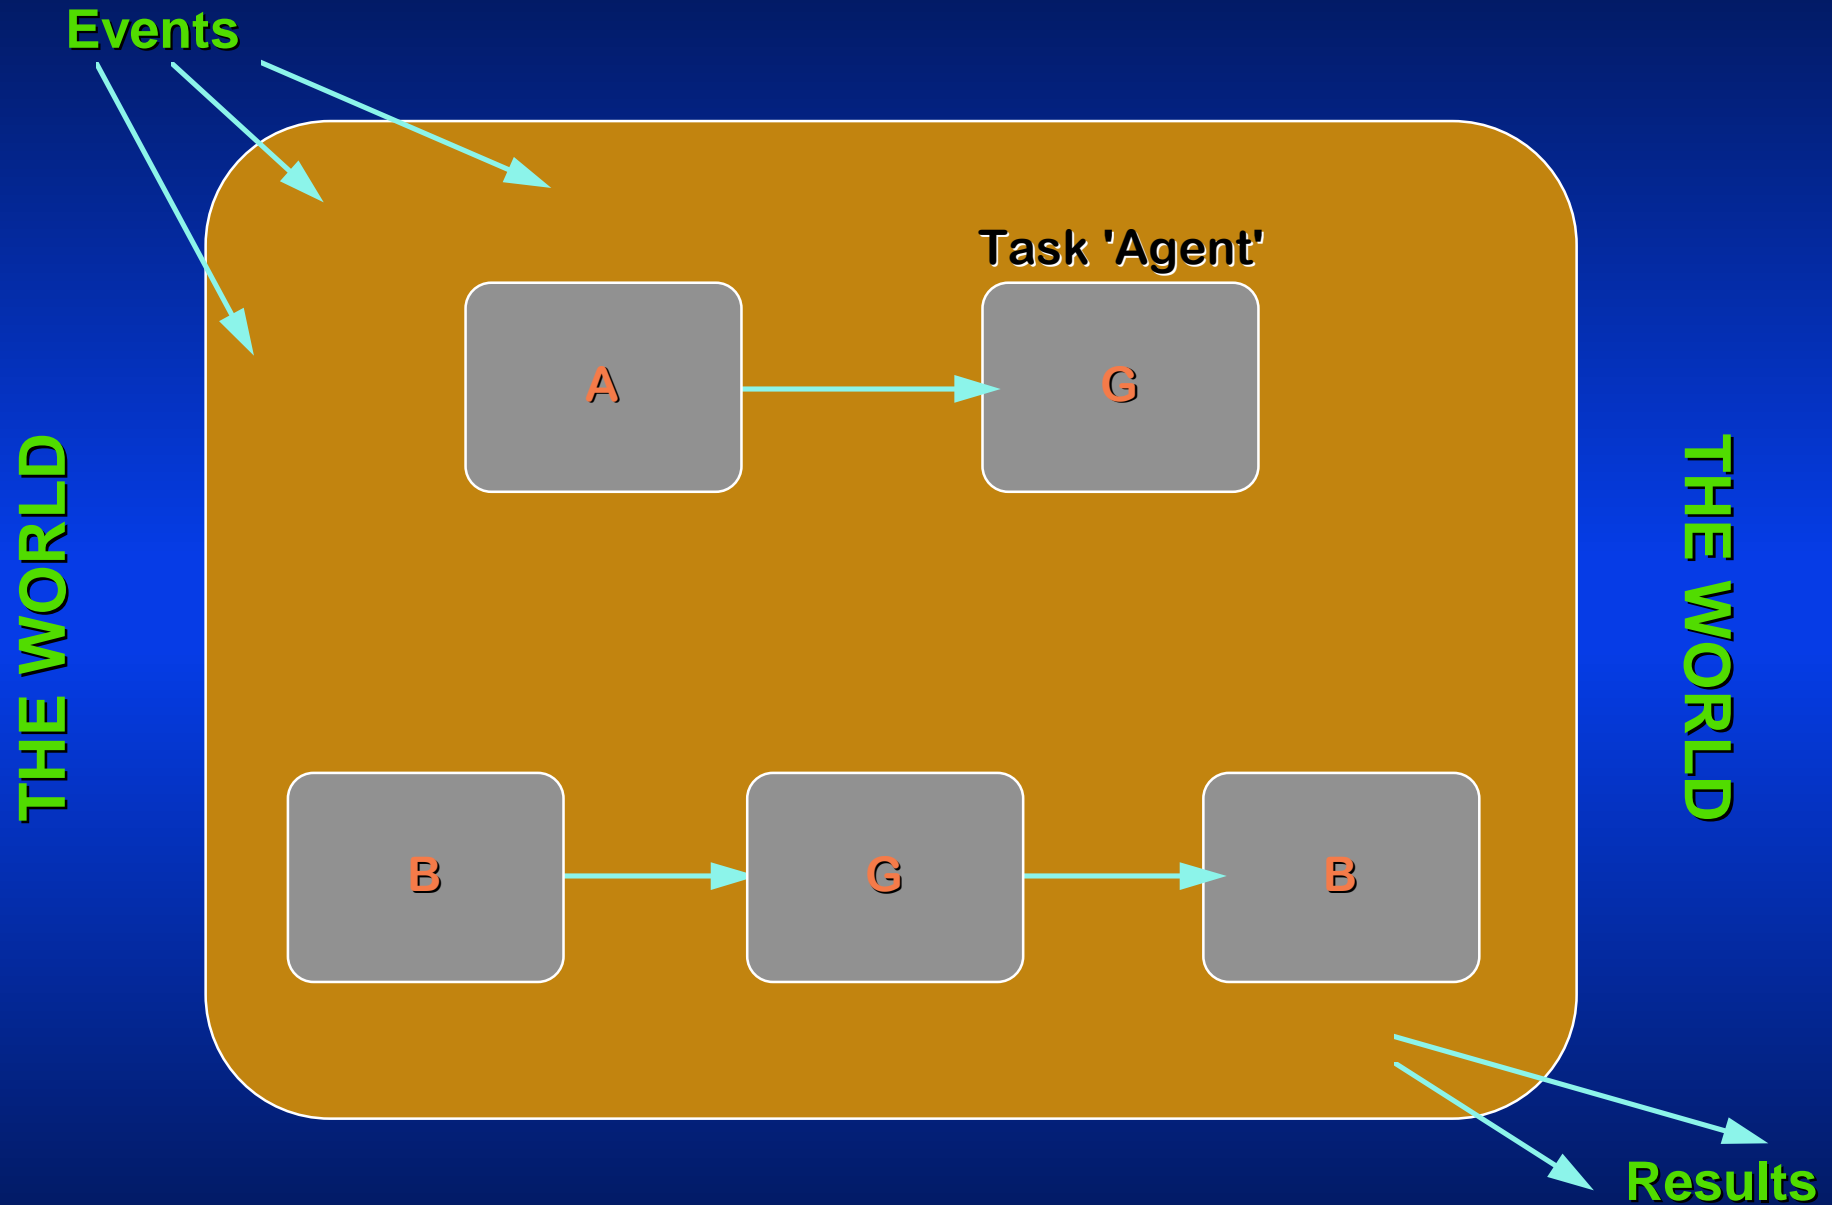 Events
Task 'Agent'
A
G
THE WORLD
THE WORLD
B
G
B
Results